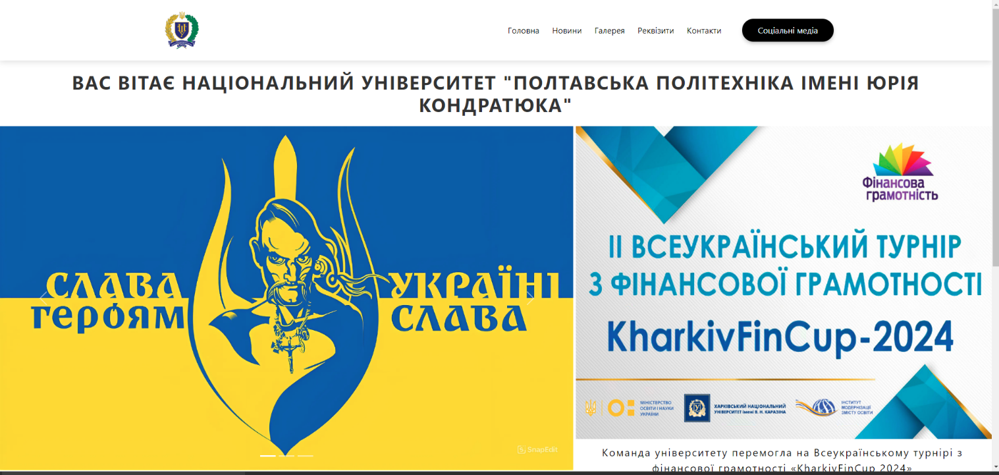 Головна Новини Галерея Реквізити Контакти Соціальні медіа
ВАС ВІТАЄ НАЦІОНАЛЬНИЙ УНІВЕРСИТЕТ "ПОЛТАВСЬКА ПОЛІТЕХНІКА ІМЕНІ ЮРІЯ
КОНДРАТЮКА"
СЛАВА УКРАЇНІ
ГЕРОЯМ СЛАВА
SnapEdit
Фінансова
грамотність
ІІ ВСЕУКРАЇНСЬКИЙ ТУРНІР
З ФІНАНСОВОЇ ГРАМОТНОСТІ
KharkivFinCup-2024
МІНІСТЕРСТВО
ОСВІТИ І НАУКИ
УКРАЇНИ
ХАРКІВСЬКИЙ НАЦІОНАЛЬНИЙ
УНІВЕРСИТЕТ імені В. Н. КАРАЗІНА
ІНСТИТУТ
МОДЕРНІЗАЦІЇ
ЗМІСТУ ОСВІТИ
Команда університету перемогла на Всеукраїнському турнірі з
фінансової грамотності «KharkivFinCup 2024»